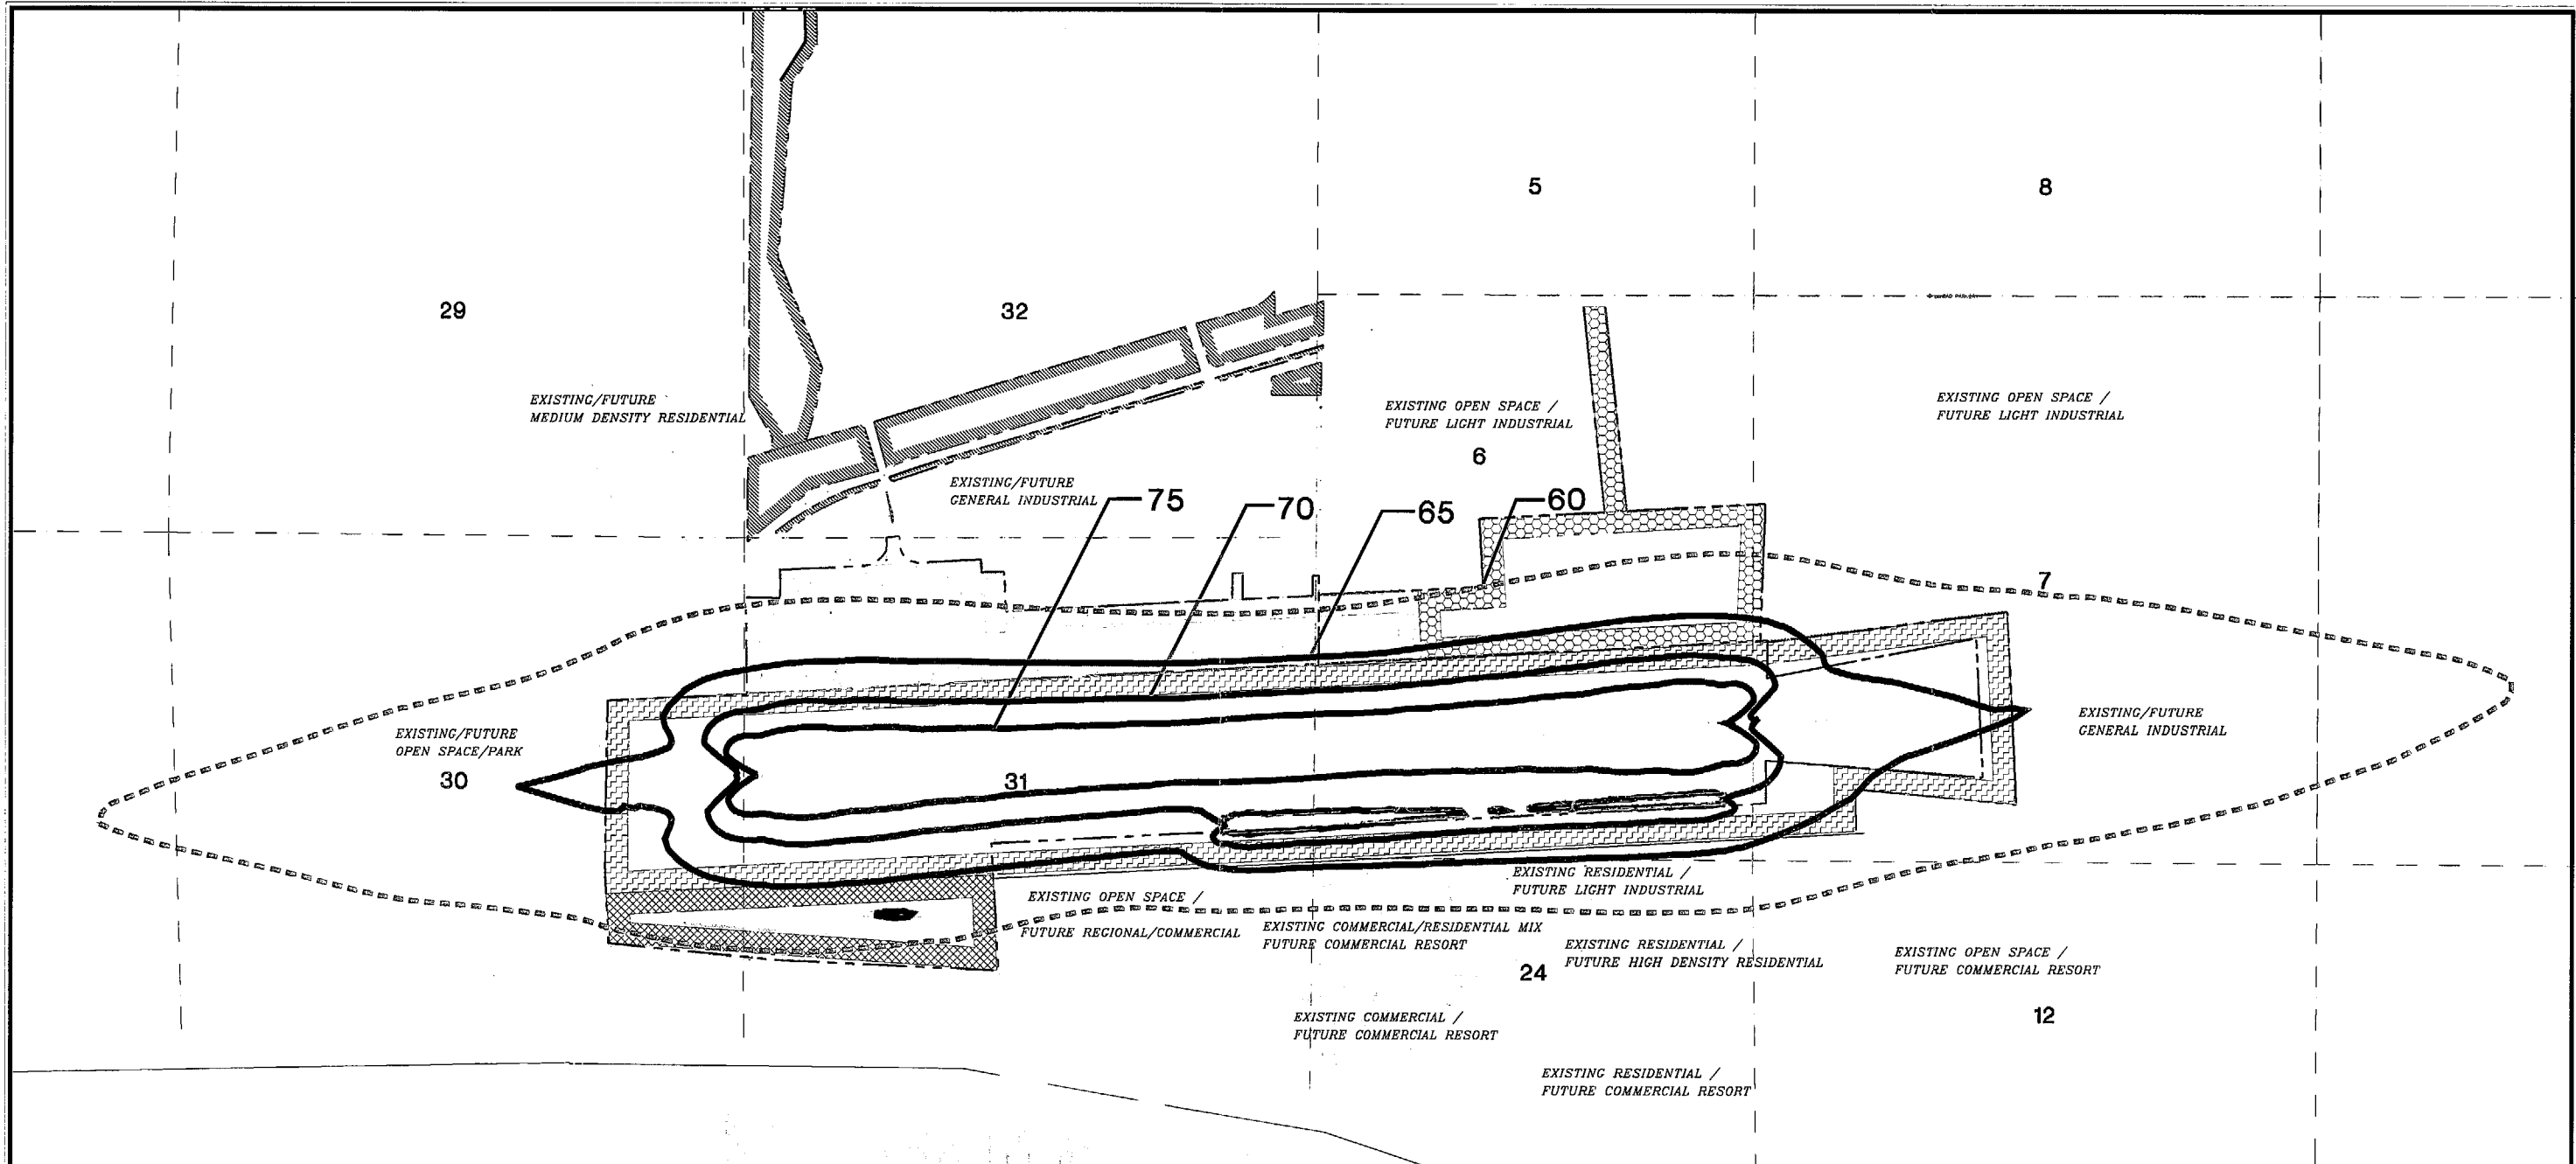 5
8
29
32
EXISTING/FUTURE
MEDIUM DENSITY RESIDENTIAL
EXISTING OPEN SPACE /
FUTURE LIGHT INDUSTRIAL
6
EXISTING OPEN SPACE /
FUTURE LIGHT INDUSTRIAL
EXISTING/FUTURE
GENERAL INDUSTRIAL
75
70
65
60
7
EXISTING/FUTURE
OPEN SPACE/PARK
30
31
EXISTING/FUTURE
GENERAL INDUSTRIAL
EXISTING RESIDENTIAL /
FUTURE LIGHT INDUSTRIAL
EXISTING OPEN SPACE /
FUTURE REGIONAL/COMMERCIAL
EXISTING COMMERCIAL/RESIDENTIAL MIX
FUTURE COMMERCIAL RESORT
EXISTING RESIDENTIAL /
FUTURE HIGH DENSITY RESIDENTIAL
24
EXISTING OPEN SPACE /
FUTURE COMMERCIAL RESORT
12
EXISTING COMMERCIAL /
FUTURE COMMERCIAL RESORT
EXISTING RESIDENTIAL /
FUTURE COMMERCIAL RESORT